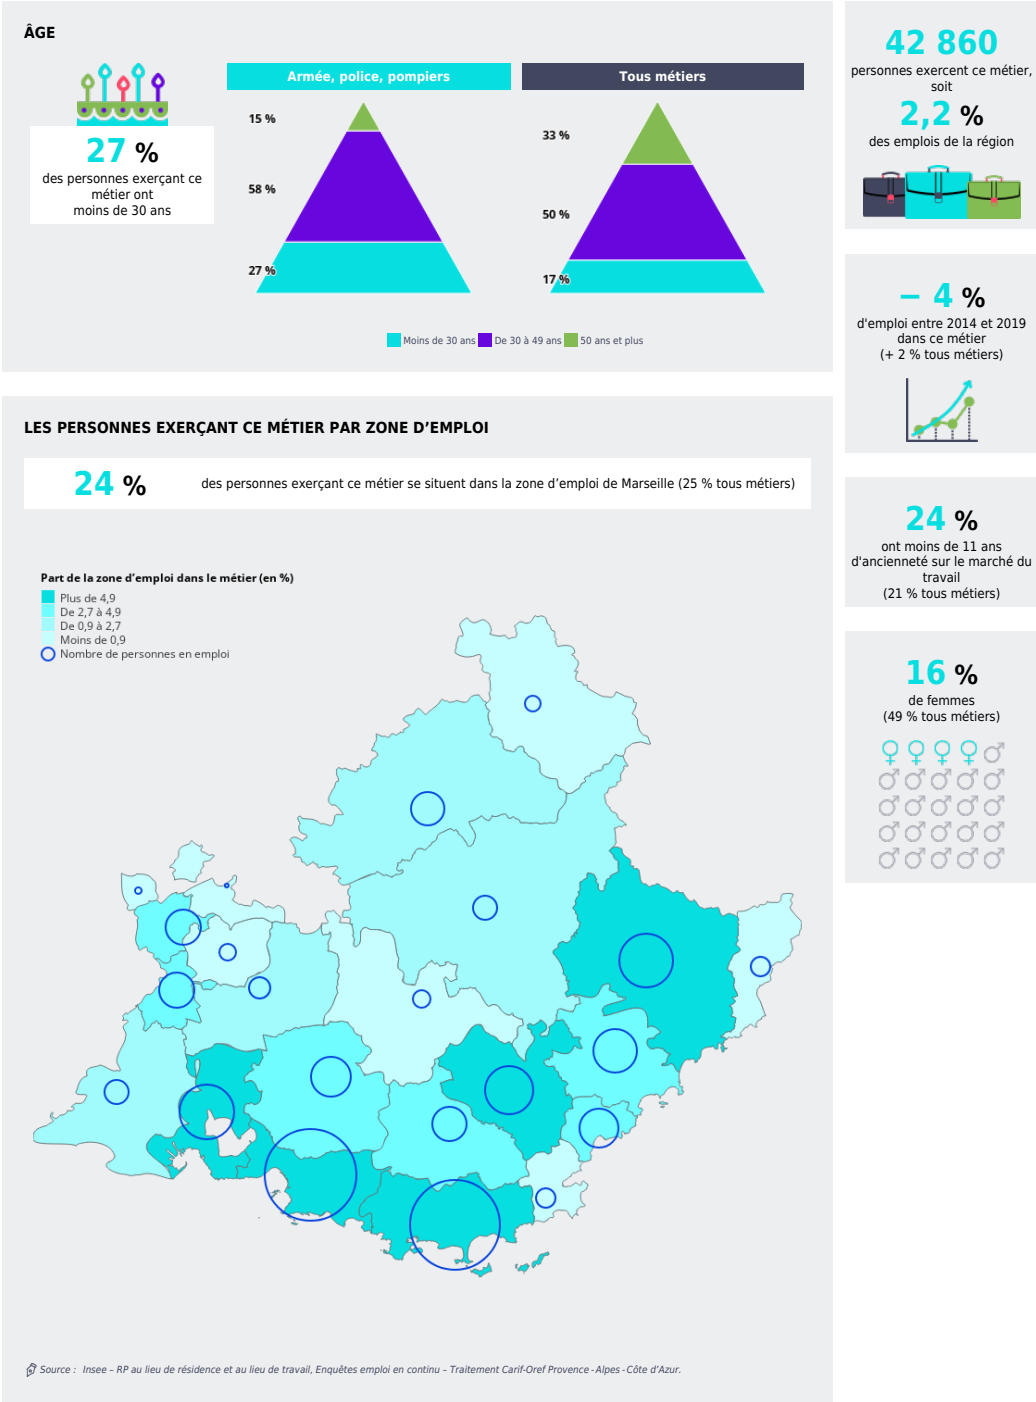 ÂGE
27 %
des personnes exerçant ce
métier ont
moins de 30 ans
Armée, police, pompiers
15 %
58 %
27 %
Tous métiers
33 %
50 %
17 %
Moins de 30 ans De 30 à 49 ans 50 ans et plus
LES PERSONNES EXERÇANT CE MÉTIER PAR ZONE D’EMPLOI
24 % des personnes exerçant ce métier se situent dans la zone d’emploi de Marseille (25 % tous métiers)
Part de la zone d’emploi dans le métier (en %)
Plus de 4,9
De 2,7 à 4,9
De 0,9 à 2,7
Moins de 0,9
Nombre de personnes en emploi
Source : Insee – RP au lieu de résidence et au lieu de travail, Enquêtes emploi en continu – Traitement Carif-Oref Provence - Alpes - Côte d’Azur.
42 860
personnes exercent ce métier,
soit
2,2 %
des emplois de la région
– 4 %
d'emploi entre 2014 et 2019
dans ce métier
(+ 2 % tous métiers)
24 %
ont moins de 11 ans
d'ancienneté sur le marché du
travail
(21 % tous métiers)
16 %
de femmes
(49 % tous métiers)